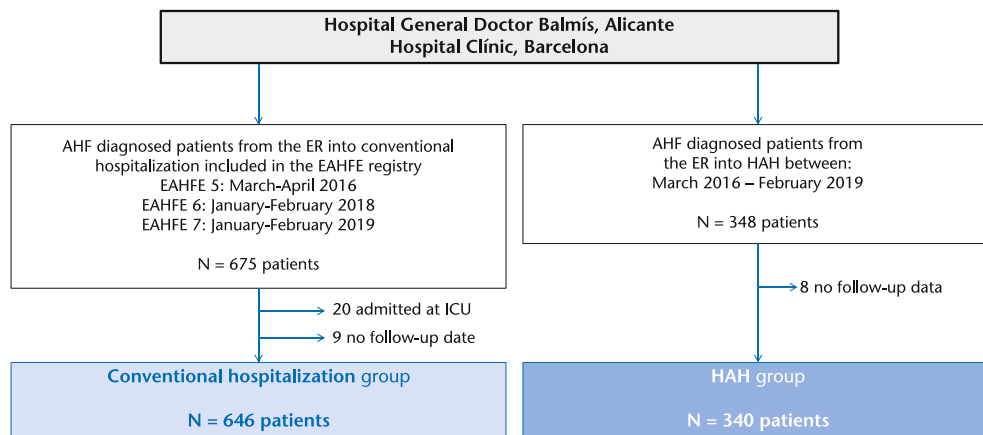 Hospital General Doctor Balmís, Alicante
Hospital Clínic, Barcelona
AHF diagnosed patients from the ER into conventional
hospitalization included in the EAHFE registry
EAHFE 5: March-April 2016
EAHFE 6: January-February 2018
EAHFE 7: January-February 2019
N = 675 patients
AHF diagnosed patients from
the ER into HAH between:
March 2016 – February 2019
N = 348 patients
20 admitted at ICU
9 no follow-up date
8 no follow-up data
Conventional hospitalization group
N = 646 patients
HAH group
N = 340 patients